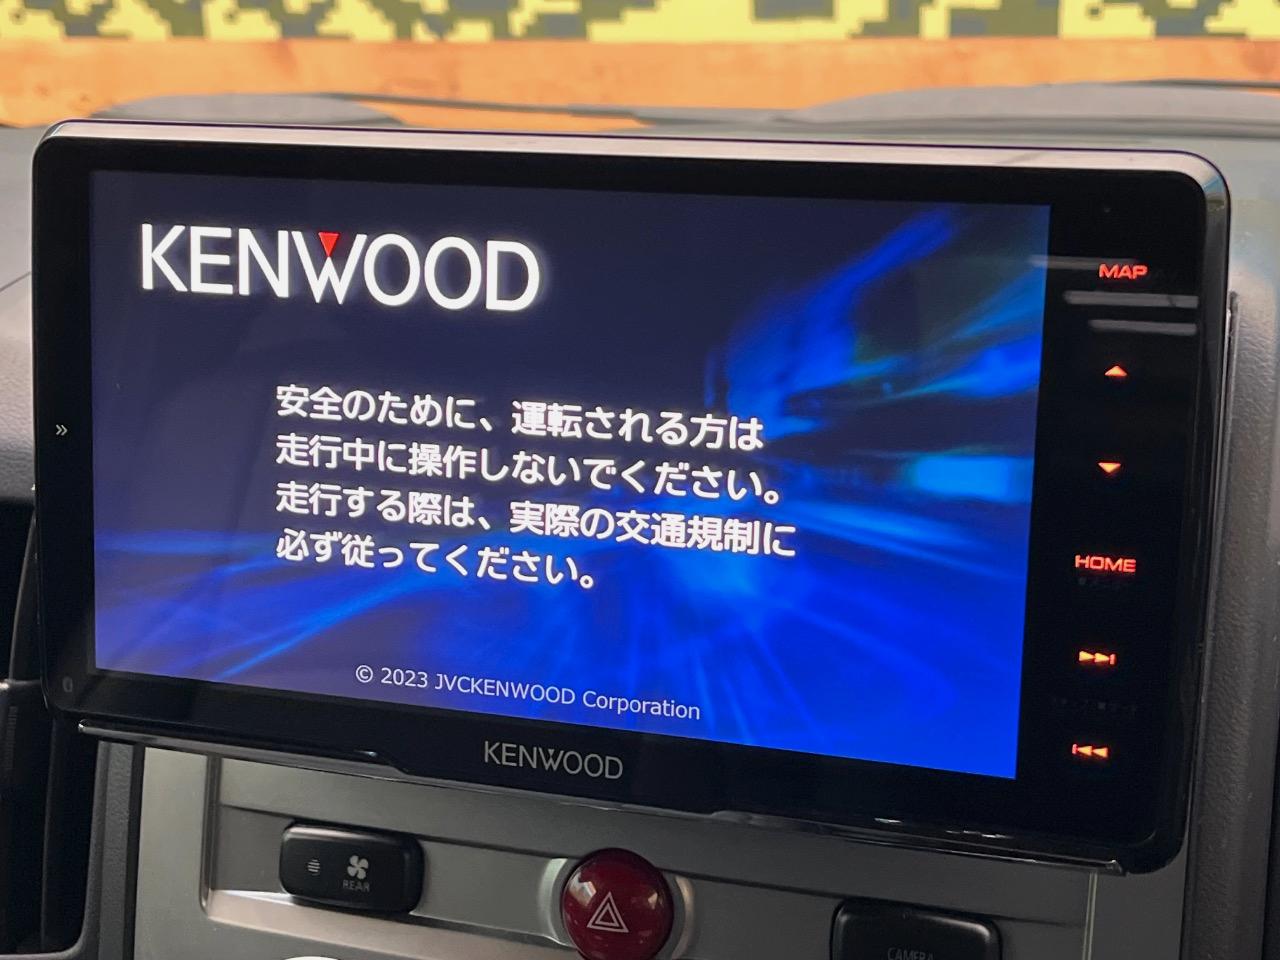 KENWOOD
安全のために、運転される方は
走行中に操作しないでください。
走行する際は、実際の交通規制に
必ず従ってください。
© 2023 JVCKENWOOD Corporation
MAP
HOME
KENWOOD
REAR
CAMERA